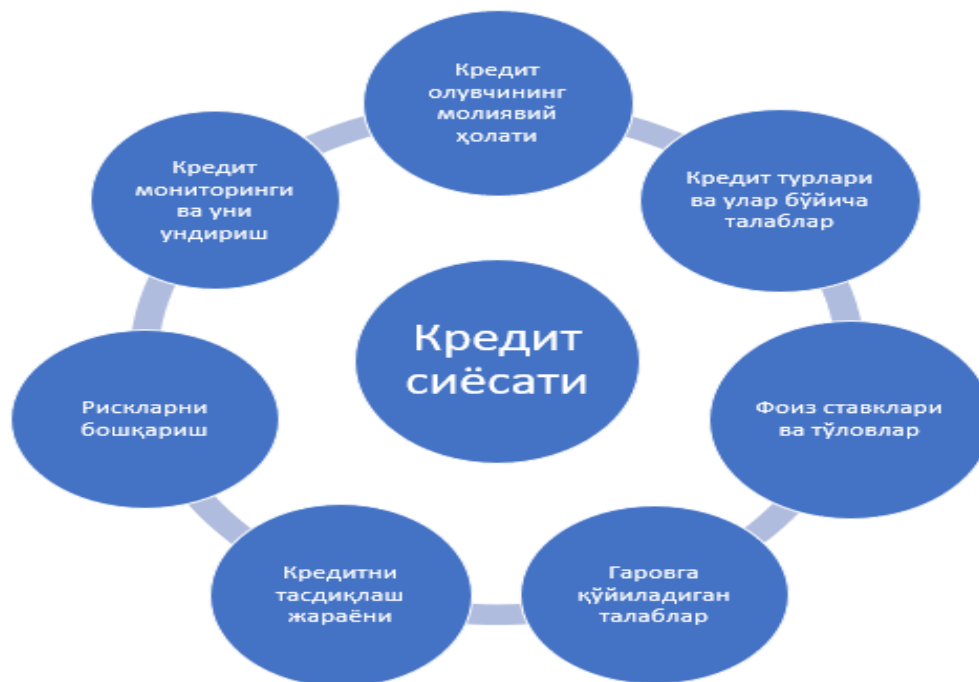 Кредит
олувчининг
молиявий
ҳолати
Кредит турлари
ва улар бўйича
талаблар
Фоиз ставклари
ва тўловлар
Гаровга
қўйиладиган
талаблар
Кредитни
тасдиқлаш
жараёни
Рискларни
бошқариш
Кредит
мониторинги
ва уни
ундириш
Кредит
сиёсати